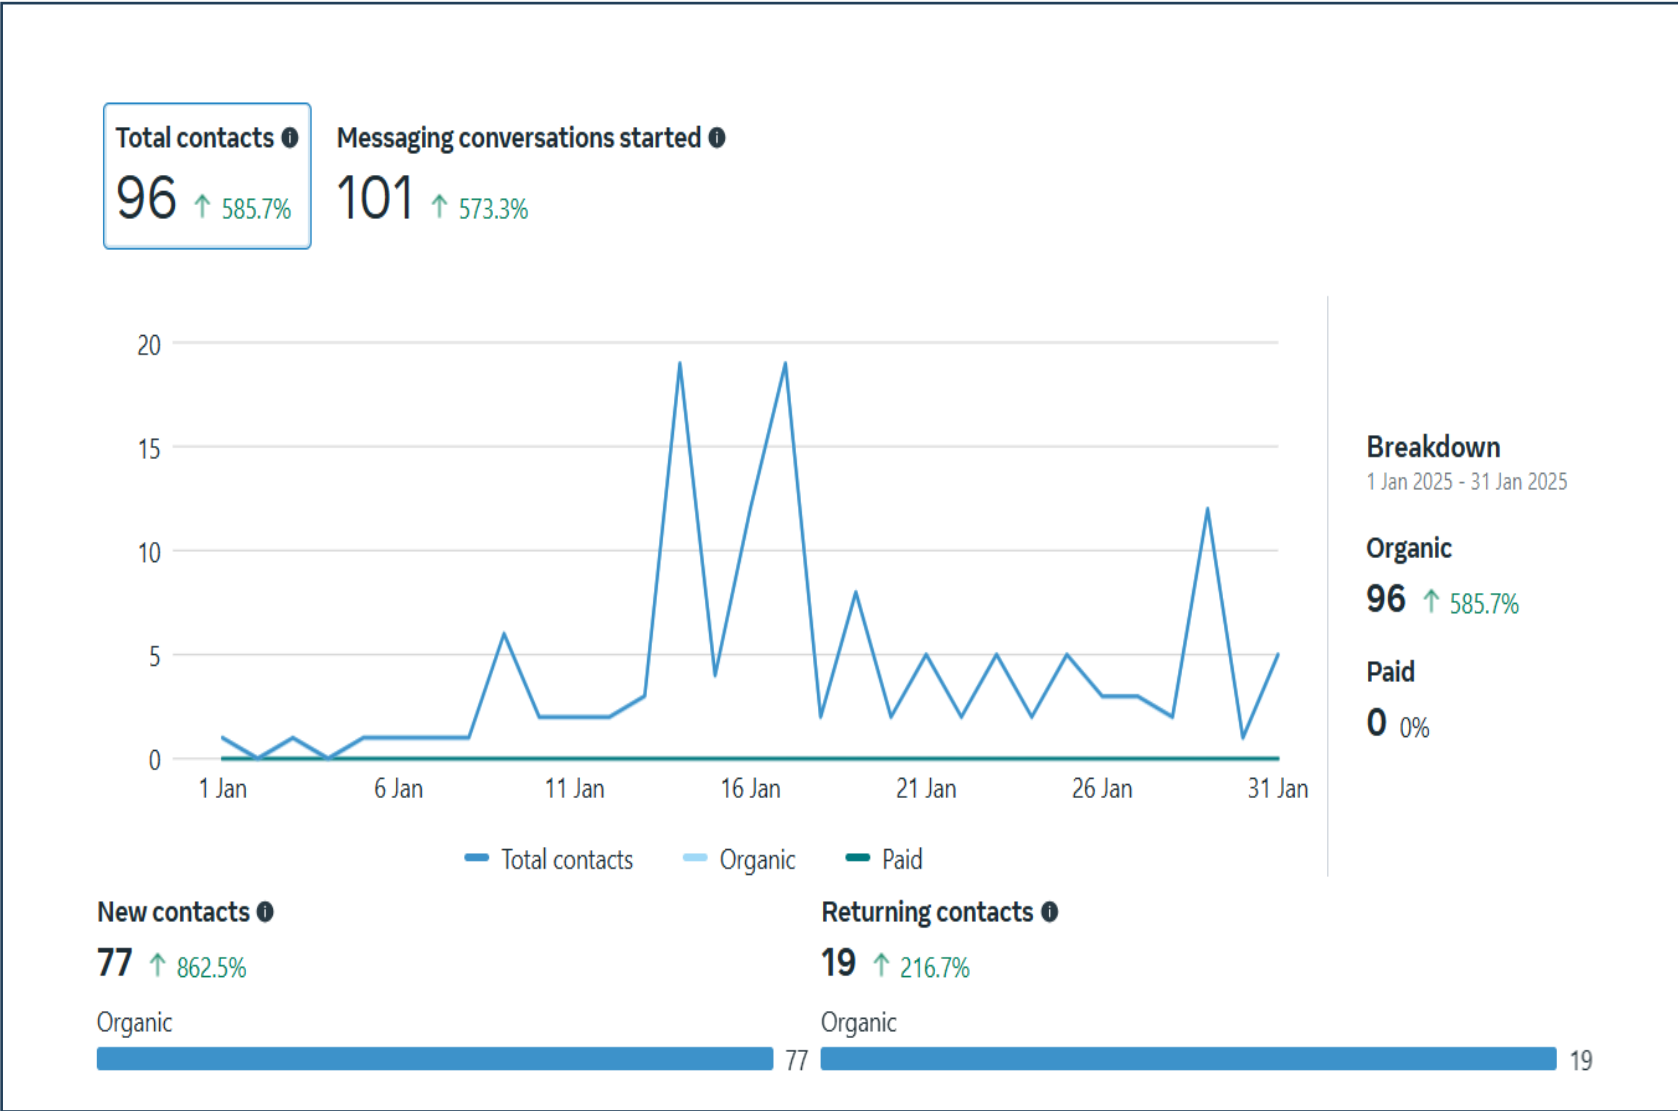 Total contacts
96 ↑ 585.7%
Messaging conversations started
101 ↑ 573.3%
20
15
10
5
0
1 Jan 6 Jan 11 Jan 16 Jan 21 Jan 26 Jan 31 Jan
Total contacts Organic Paid
Breakdown
1 Jan 2025 - 31 Jan 2025
Organic
96 ↑ 585.7%
Paid
0 0%
New contacts
77 ↑ 862.5%
Organic
77
Returning contacts
19 ↑ 216.7%
Organic
19